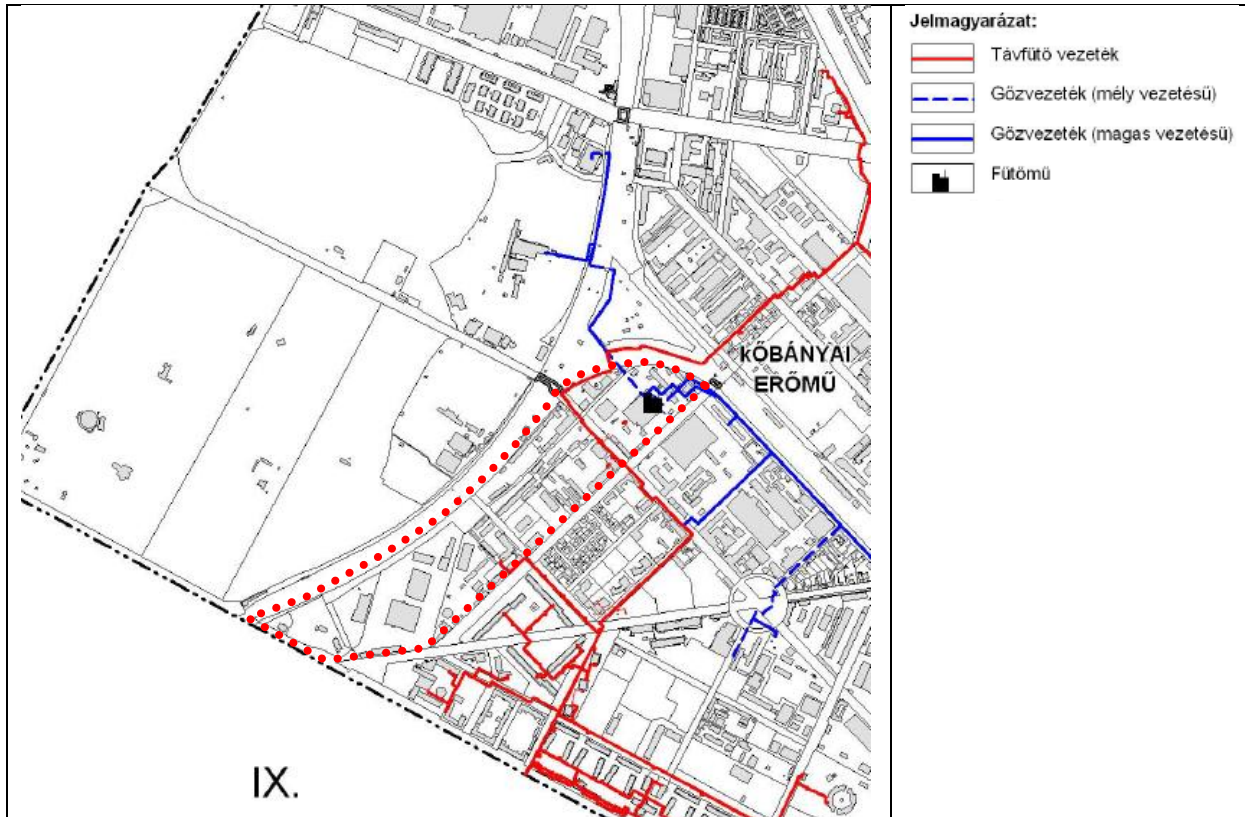 Jelmagyarázat:
Távfűtő vezeték
Gőzvezeték (mély vezetésű)
Gőzvezeték (magas vezetésű)
Fűtőmű
KŐBÁNYAI
ERŐMŰ
IX.